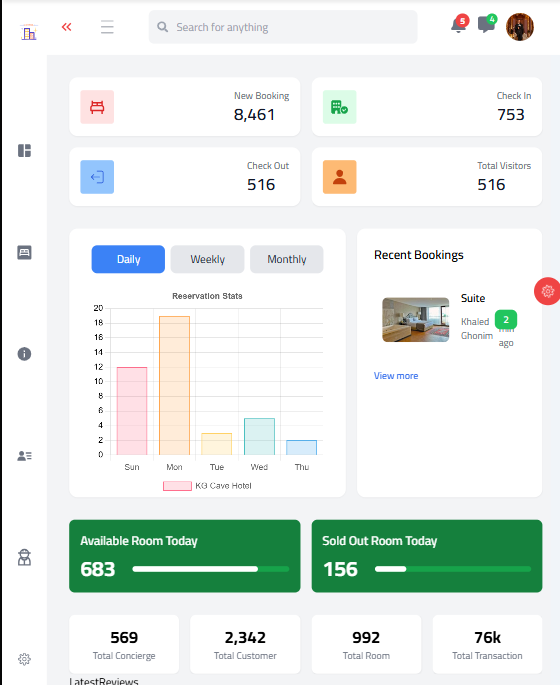 Search for anything
5
4
New Booking
8,461
Check In
753
Check Out
516
Total Visitors
516
Daily
Weekly
Monthly
Reservation Stats
20
18
16
14
12
10
8
6
4
2
0
Sun
Mon
Tue
Wed
Thu
KG Cave Hotel
Recent Bookings
Suite
Khaled
Ghonim
2
min
ago
View more
Available Room Today
683
Sold Out Room Today
156
569
Total Concierge
2,342
Total Customer
992
Total Room
76k
Total Transaction
LatestReviews